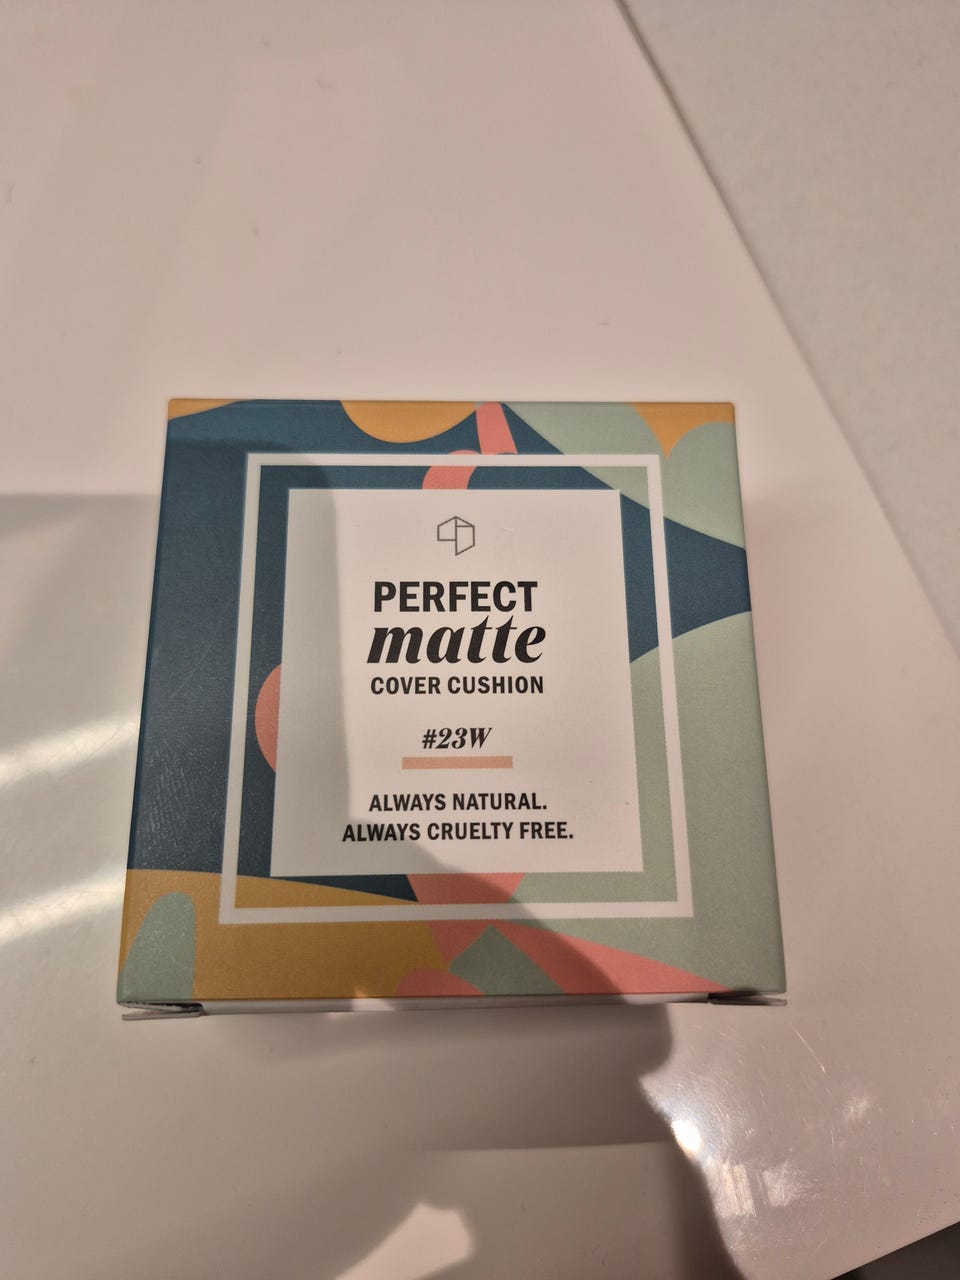 PERFECT
matte
COVER CUSHION
#23W
ALWAYS NATURAL.
ALWAYS CRUELTY FREE.